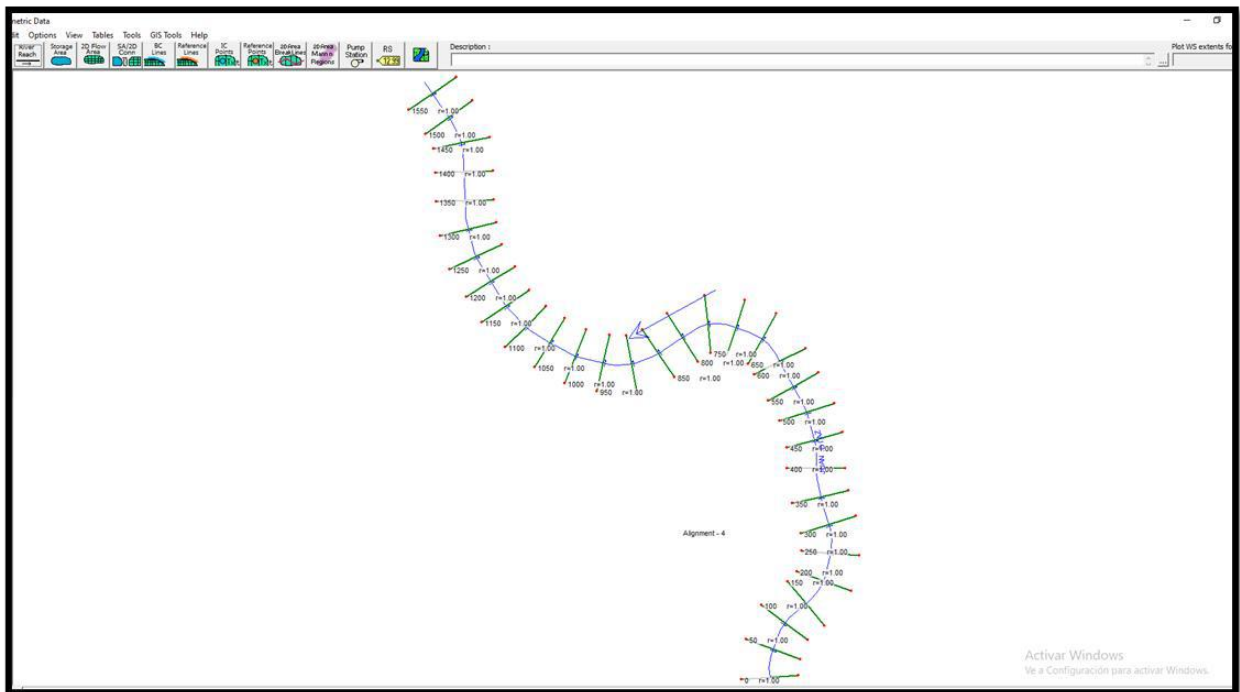 metric Data
dit Options View Tables Tools GIS Tools Help
River Reach
Storage Area
2D Flow Area
SA/2D Conn
BC Lines
Reference Lines
IC Points
Reference Points
2D Area BreakLines
2D Area Mann n Regions
Pump Station
RS
Description :
...
Plot WS extents fo
1550 r=1.00
1500 r=1.00
1450 r=1.00
1400 r=1.00
1350 r=1.00
1300 r=1.00
1250 r=1.00
1200 r=1.00
1150 r=1.00
1100 r=1.00
1050 r=1.00
1000 r=1.00
950 r=1.00
850 r=1.00
800 r=1.00
750 r=1.00
650 r=1.00
600 r=1.00
550 r=1.00
500 r=1.00
450 r=1.00
400 r=1.00
350 r=1.00
Alignment - 4
300 r=1.00
250 r=1.00
200 r=1.00
150 r=1.00
100 r=1.00
50 r=1.00
0 r=1.00
Activar Windows
Ve a Configuración para activar Windows.